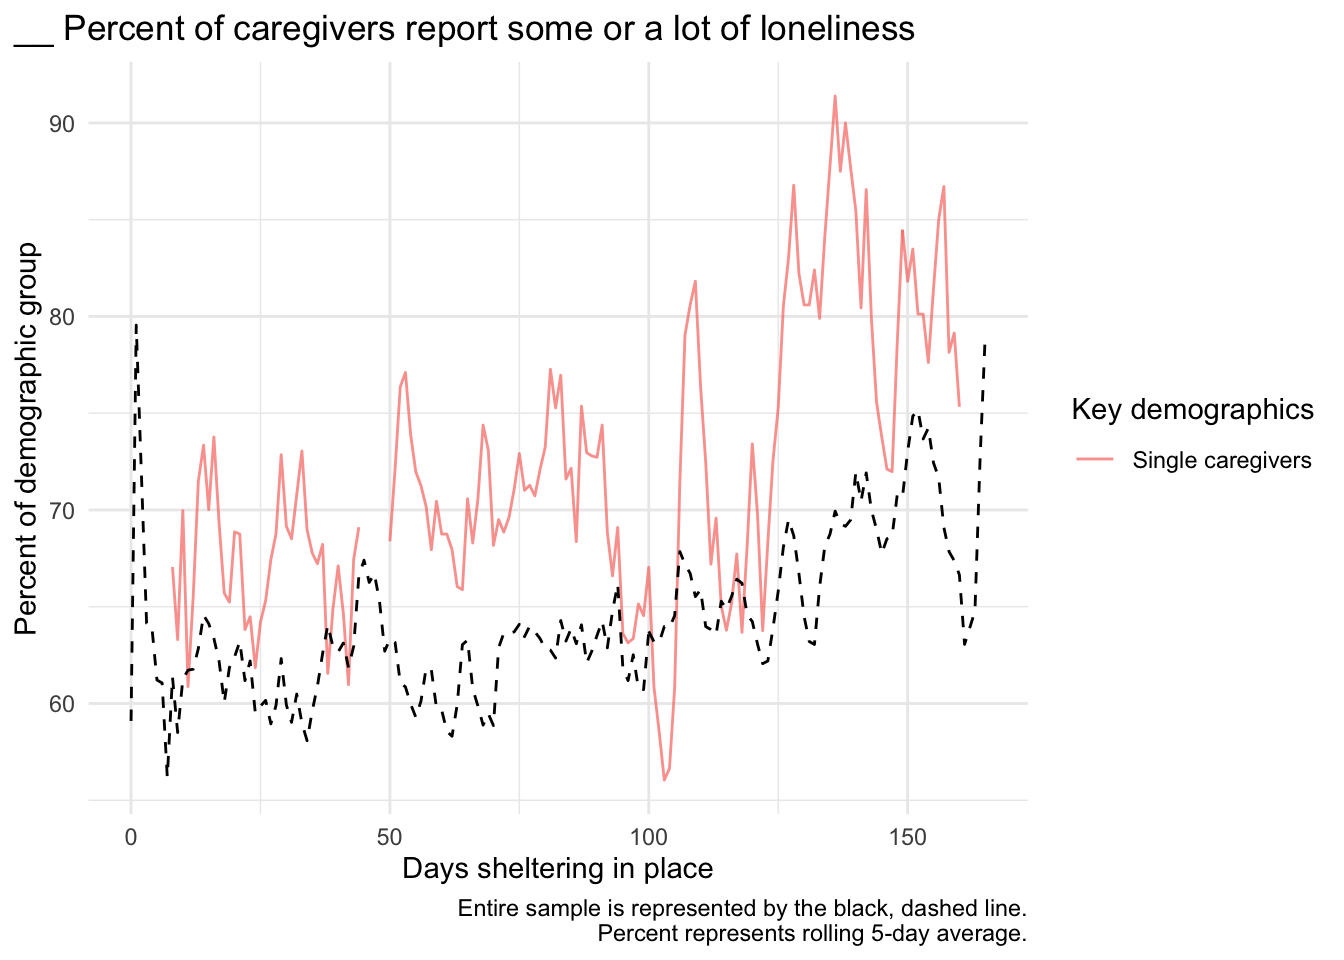 __ Percent of caregivers report some or a lot of loneliness
Percent of demographic group
90
80
70
60
0
50
100
150
Days sheltering in place
Key demographics
Single caregivers
Entire sample is represented by the black, dashed line.
Percent represents rolling 5-day average.